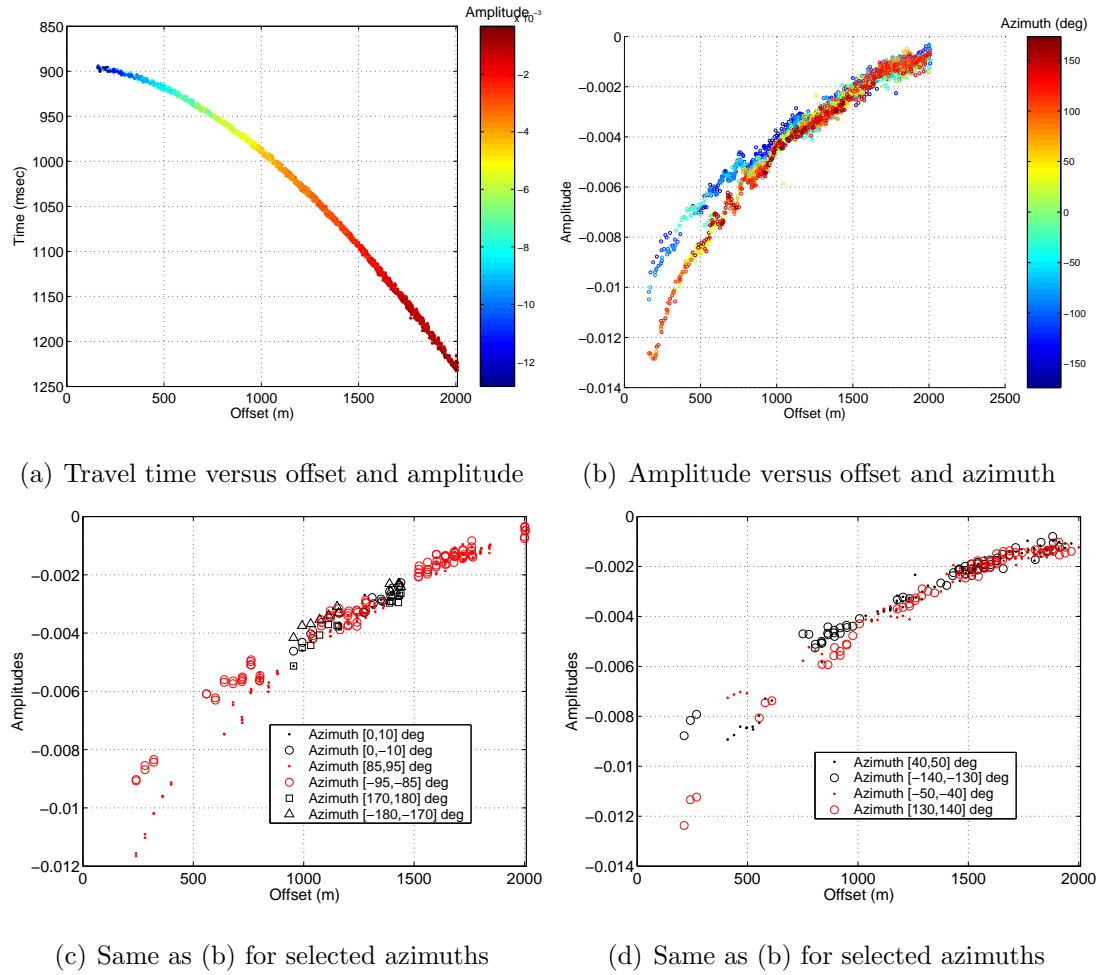 Amplitude
x 10
−3
850
900
950
1000
1050
1100
1150
1200
1250
Time (msec)
0 500 1000 1500 2000
Offset (m)
−4
−6
−8
−10
−12
(a) Travel time versus offset and amplitude
Azimuth (deg)
0
−0.002
−0.004
−0.006
−0.008
−0.01
−0.012
−0.014
Amplitude
0 500 1000 1500 2000 2500
Offset (m)
150
100
50
0
−50
−100
−150
(b) Amplitude versus offset and azimuth
0
−0.002
−0.004
−0.006
−0.008
−0.01
−0.012
Amplitudes
0 500 1000 1500 2000
Offset (m)
Azimuth [0,10] deg
Azimuth [0,−10] deg
Azimuth [85,95] deg
Azimuth [−95,−85] deg
Azimuth [170,180] deg
Azimuth [−180,−170] deg
(c) Same as (b) for selected azimuths
0
−0.002
−0.004
−0.006
−0.008
−0.01
−0.012
−0.014
Amplitudes
0 500 1000 1500 2000
Offset (m)
Azimuth [40,50] deg
Azimuth [−140,−130] deg
Azimuth [−50,−40] deg
Azimuth [130,140] deg
(d) Same as (b) for selected azimuths